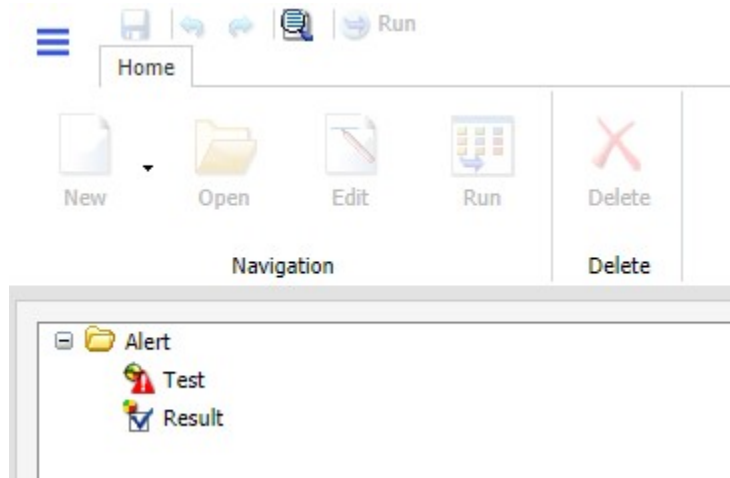 Run
Home
New Open Edit Run Delete
Navigation Delete
Alert
Test
Result